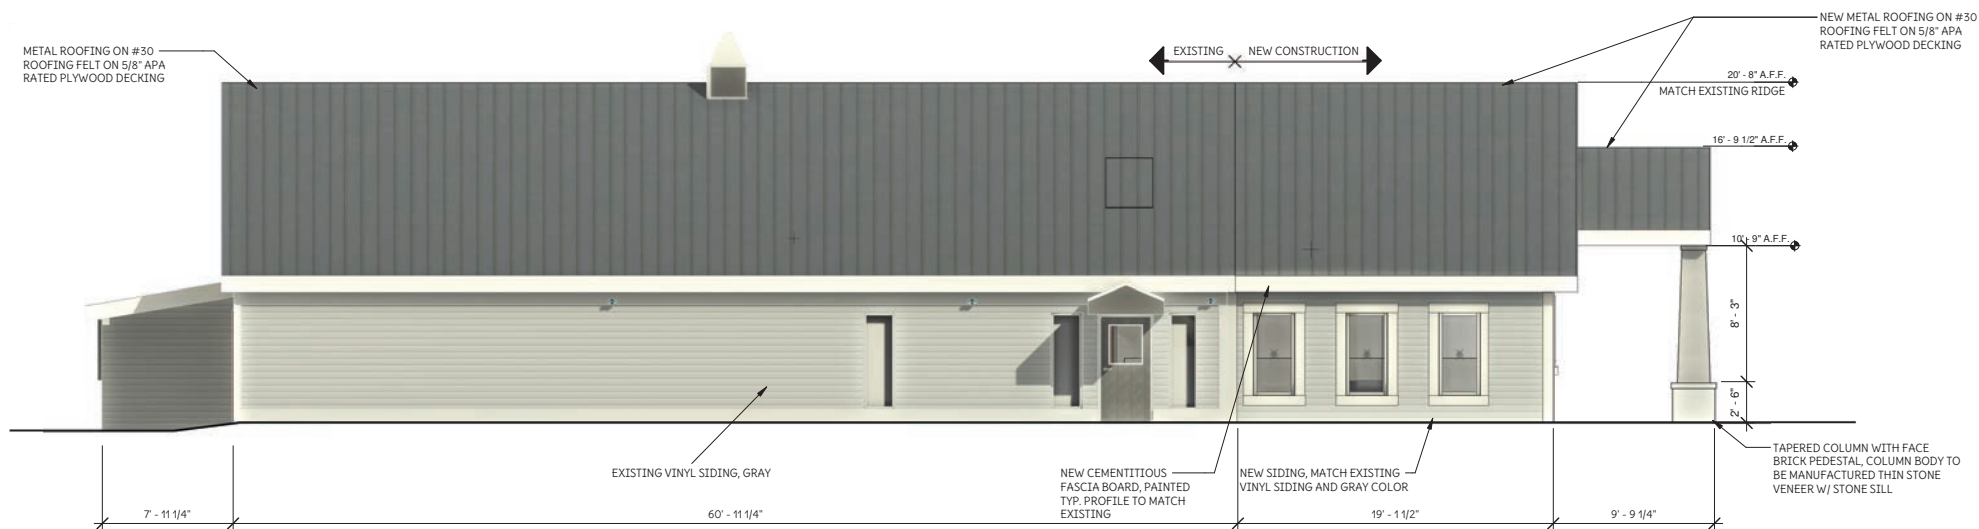 METAL ROOFING ON #30
ROOFING FELT ON 5/8" APA
RATED PLYWOOD DECKING
EXISTING
NEW CONSTRUCTION
NEW METAL ROOFING ON #30
ROOFING FELT ON 5/8" APA
RATED PLYWOOD DECKING
20' - 8" A.F.F.
MATCH EXISTING RIDGE
16' - 9 1/2" A.F.F.
10' - 9" A.F.F.
8' - 3"
2' - 6"
EXISTING VINYL SIDING, GRAY
NEW CEMENTITIOUS
FASCIA BOARD, PAINTED
TYP. PROFILE TO MATCH
EXISTING
NEW SIDING, MATCH EXISTING
VINYL SIDING AND GRAY COLOR
TAPERED COLUMN WITH FACE
BRICK PEDESTAL, COLUMN BODY TO
BE MANUFACTURED THIN STONE
VENEER W/ STONE SILL
7' - 11 1/4"
60' - 11 1/4"
19' - 1 1/2"
9' - 9 1/4"